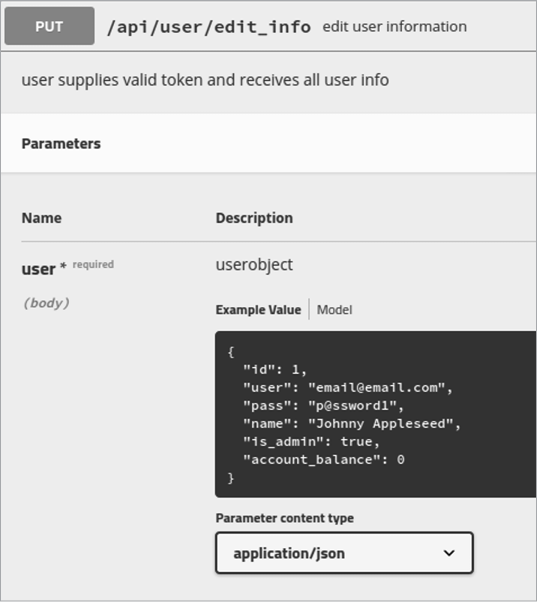 PUT /api/user/edit_info edit user information
user supplies valid token and receives all user info
Parameters
Name Description
user * required userobject
(body)
Example Value | Model
{
"id": 1,
"user": "email@email.com",
"pass": "p@ssword1",
"name": "Johnny Appleseed",
"is_admin": true,
"account_balance": 0
}
Parameter content type
application/json